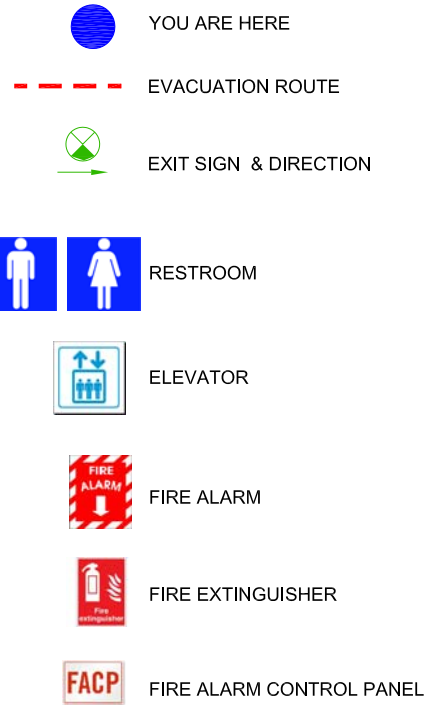 YOU ARE HERE
EVACUATION ROUTE
EXIT SIGN & DIRECTION
RESTROOM
ELEVATOR
FIRE
ALARM
FIRE ALARM
Fire
extinguisher
FIRE EXTINGUISHER
FACP
FIRE ALARM CONTROL PANEL